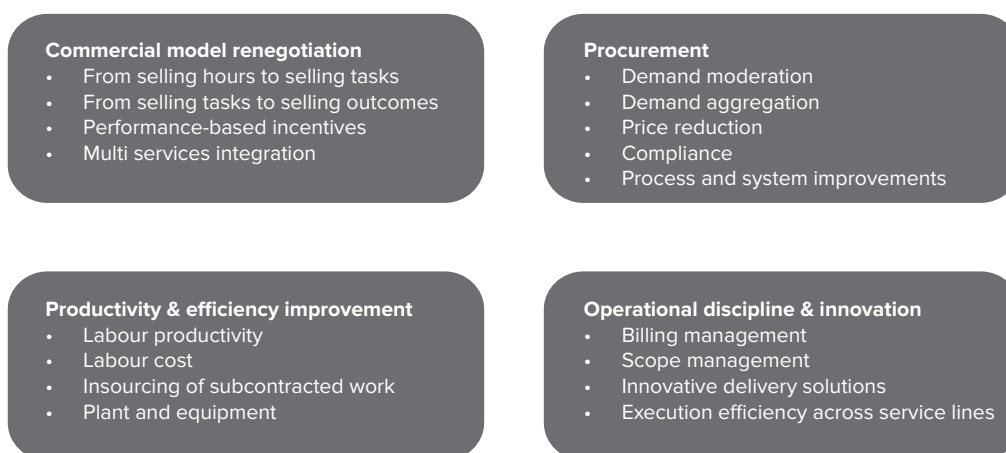 Commercial model renegotiation
• From selling hours to selling tasks
• From selling tasks to selling outcomes
• Performance-based incentives
• Multi services integration
Procurement
• Demand moderation
• Demand aggregation
• Price reduction
• Compliance
• Process and system improvements
Productivity & efficiency improvement
• Labour productivity
• Labour cost
• Insourcing of subcontracted work
• Plant and equipment
Operational discipline & innovation
• Billing management
• Scope management
• Innovative delivery solutions
• Execution efficiency across service lines